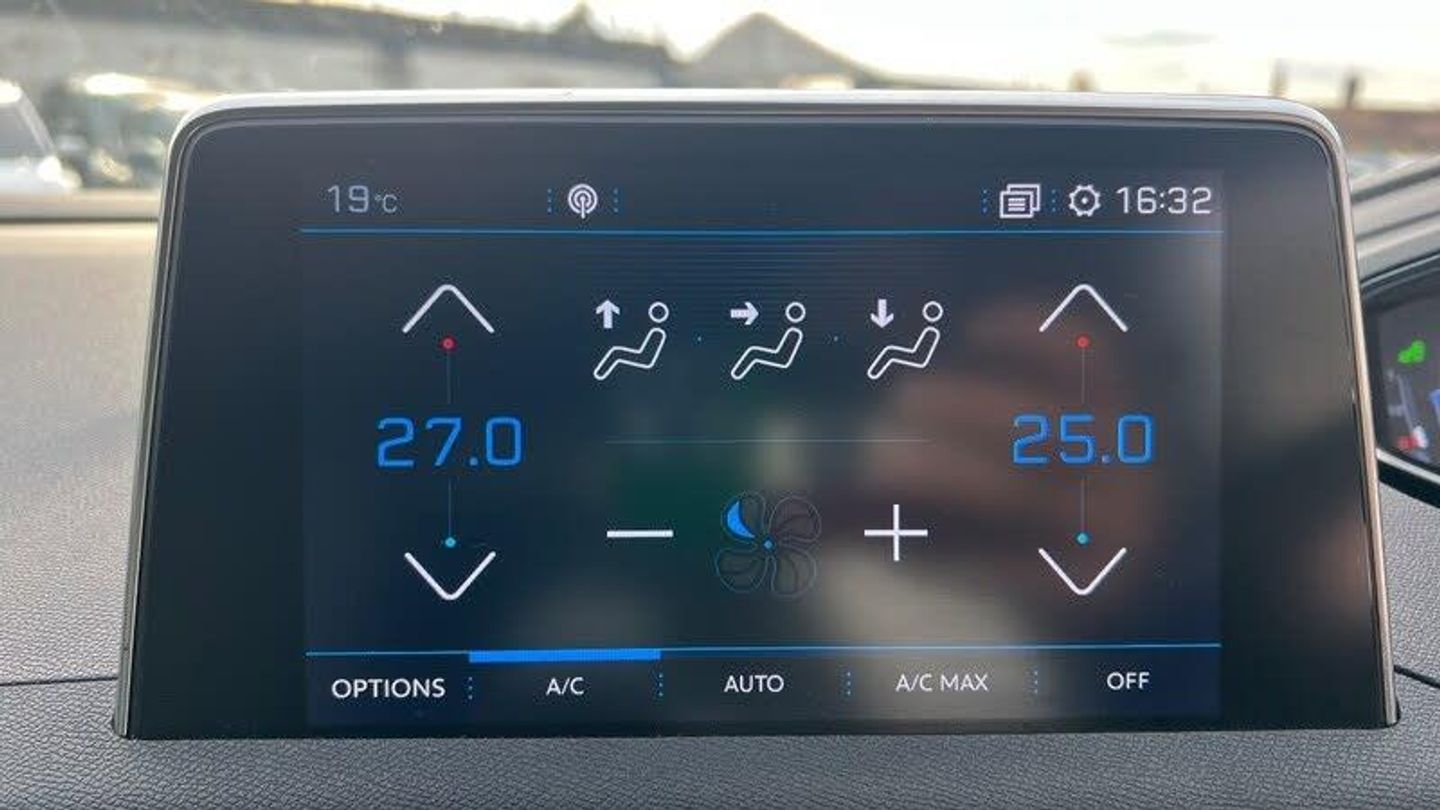 19°C 16:32
27.0 25.0
OPTIONS A/C AUTO A/C MAX OFF